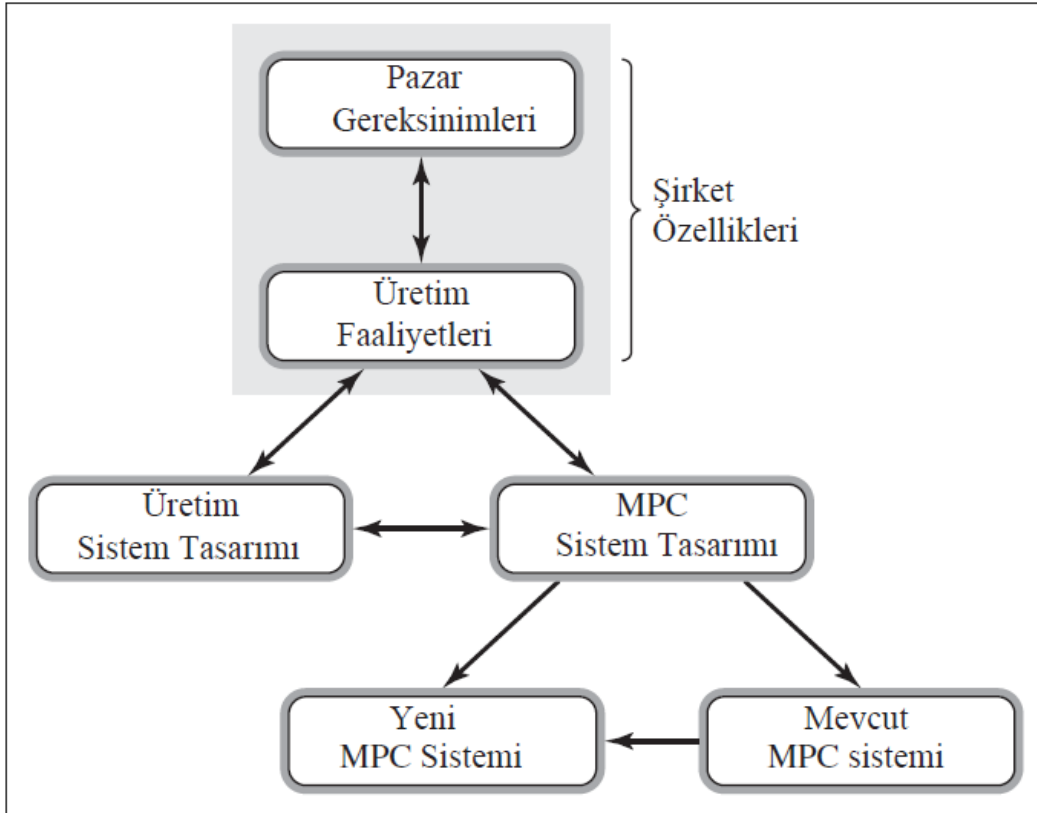 Pazar
Gereksinimleri
Şirket
Özellikleri
Üretim
Faaliyetleri
Üretim
Sistem Tasarımı
MPC
Sistem Tasarımı
Yeni
MPC Sistemi
Mevcut
MPC sistemi